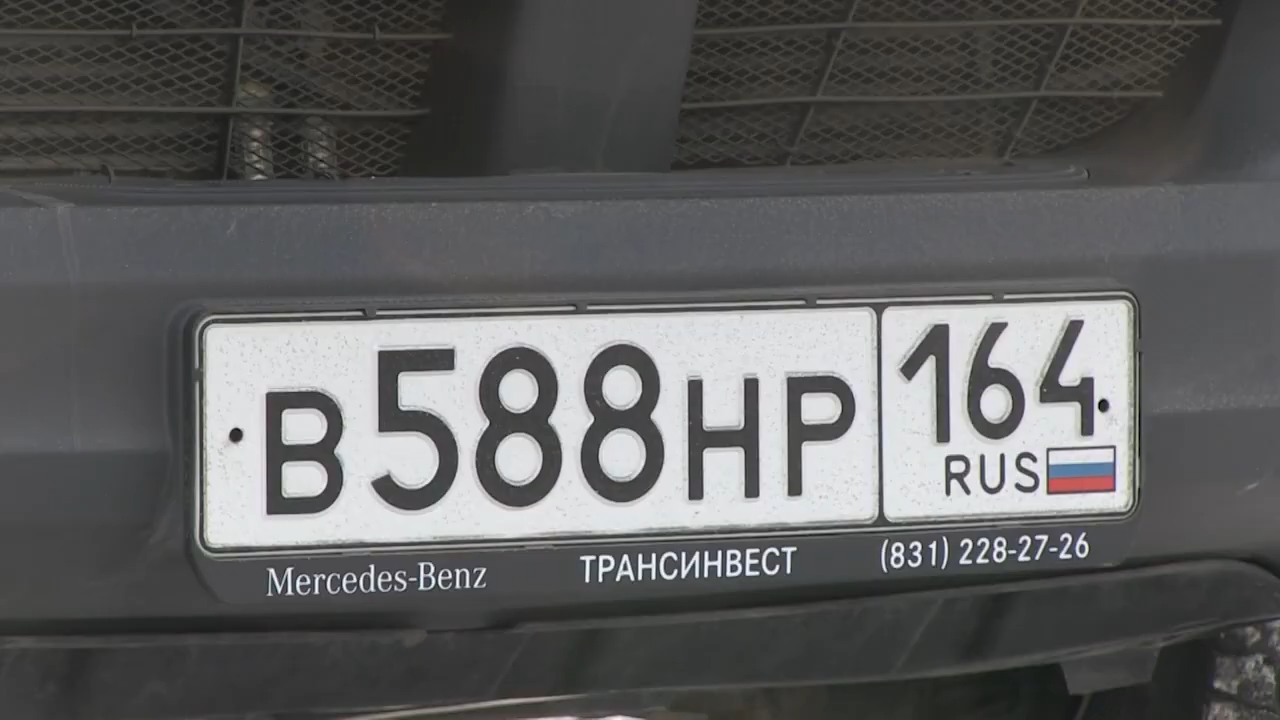 В588НР 164
RUS
Mercedes-Benz ТРАНСИНВЕСТ (831) 228-27-26